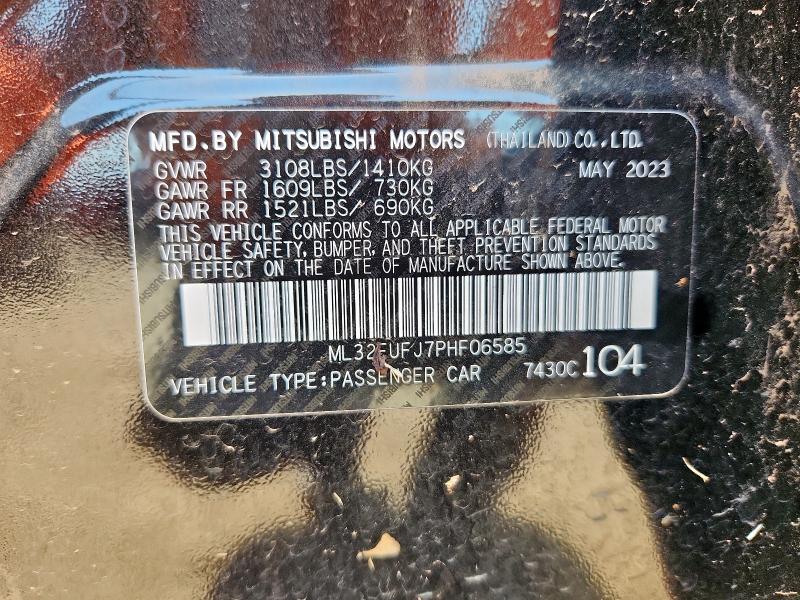 MFD.BY MITSUBISHI MOTORS (THAILAND) CO., LTD.
GVWR 3108LBS/1410KG MAY 2023
GAWR FR 1609LBS/ 730KG
GAWR RR 1521LBS/ 690KG
THIS VEHICLE CONFORMS TO ALL APPLICABLE FEDERAL MOTOR
VEHICLE SAFETY, BUMPER, AND THEFT PREVENTION STANDARDS
IN EFFECT ON THE DATE OF MANUFACTURE SHOWN ABOVE.
ML32FUFJ7PHF06585
VEHICLE TYPE:PASSENGER CAR 7430C 104